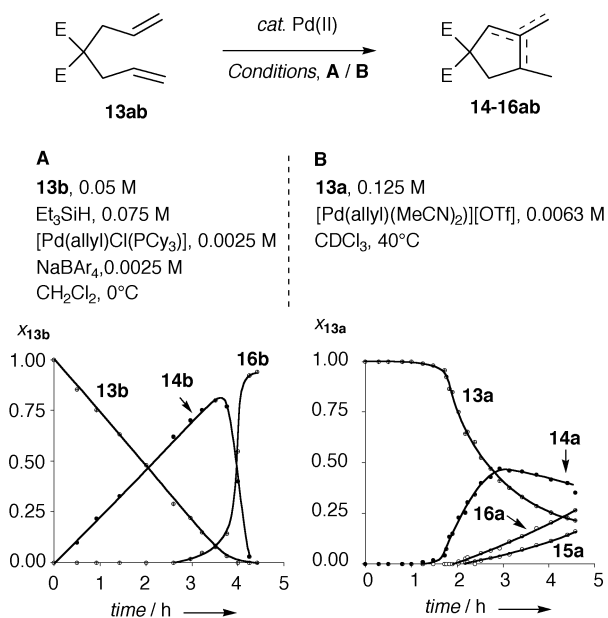 E
E
13ab
cat. Pd(II)
Conditions, A / B
E
E
14-16ab
A
13b, 0.05 M
Et₃SiH, 0.075 M
[Pd(allyl)Cl(PCy₃)], 0.0025 M
NaBAr₄,0.0025 M
CH₂Cl₂, 0°C
B
13a, 0.125 M
[Pd(allyl)(MeCN)₂)][OTf], 0.0063 M
CDCl₃, 40°C
x₁₃b
1.00
0.75
0.50
0.25
0.00
13b
14b
16b
0 1 2 3 4 5
time / h
x₁₃a
1.00
0.75
0.50
0.25
0.00
13a
14a
16a
15a
0 1 2 3 4 5
time / h